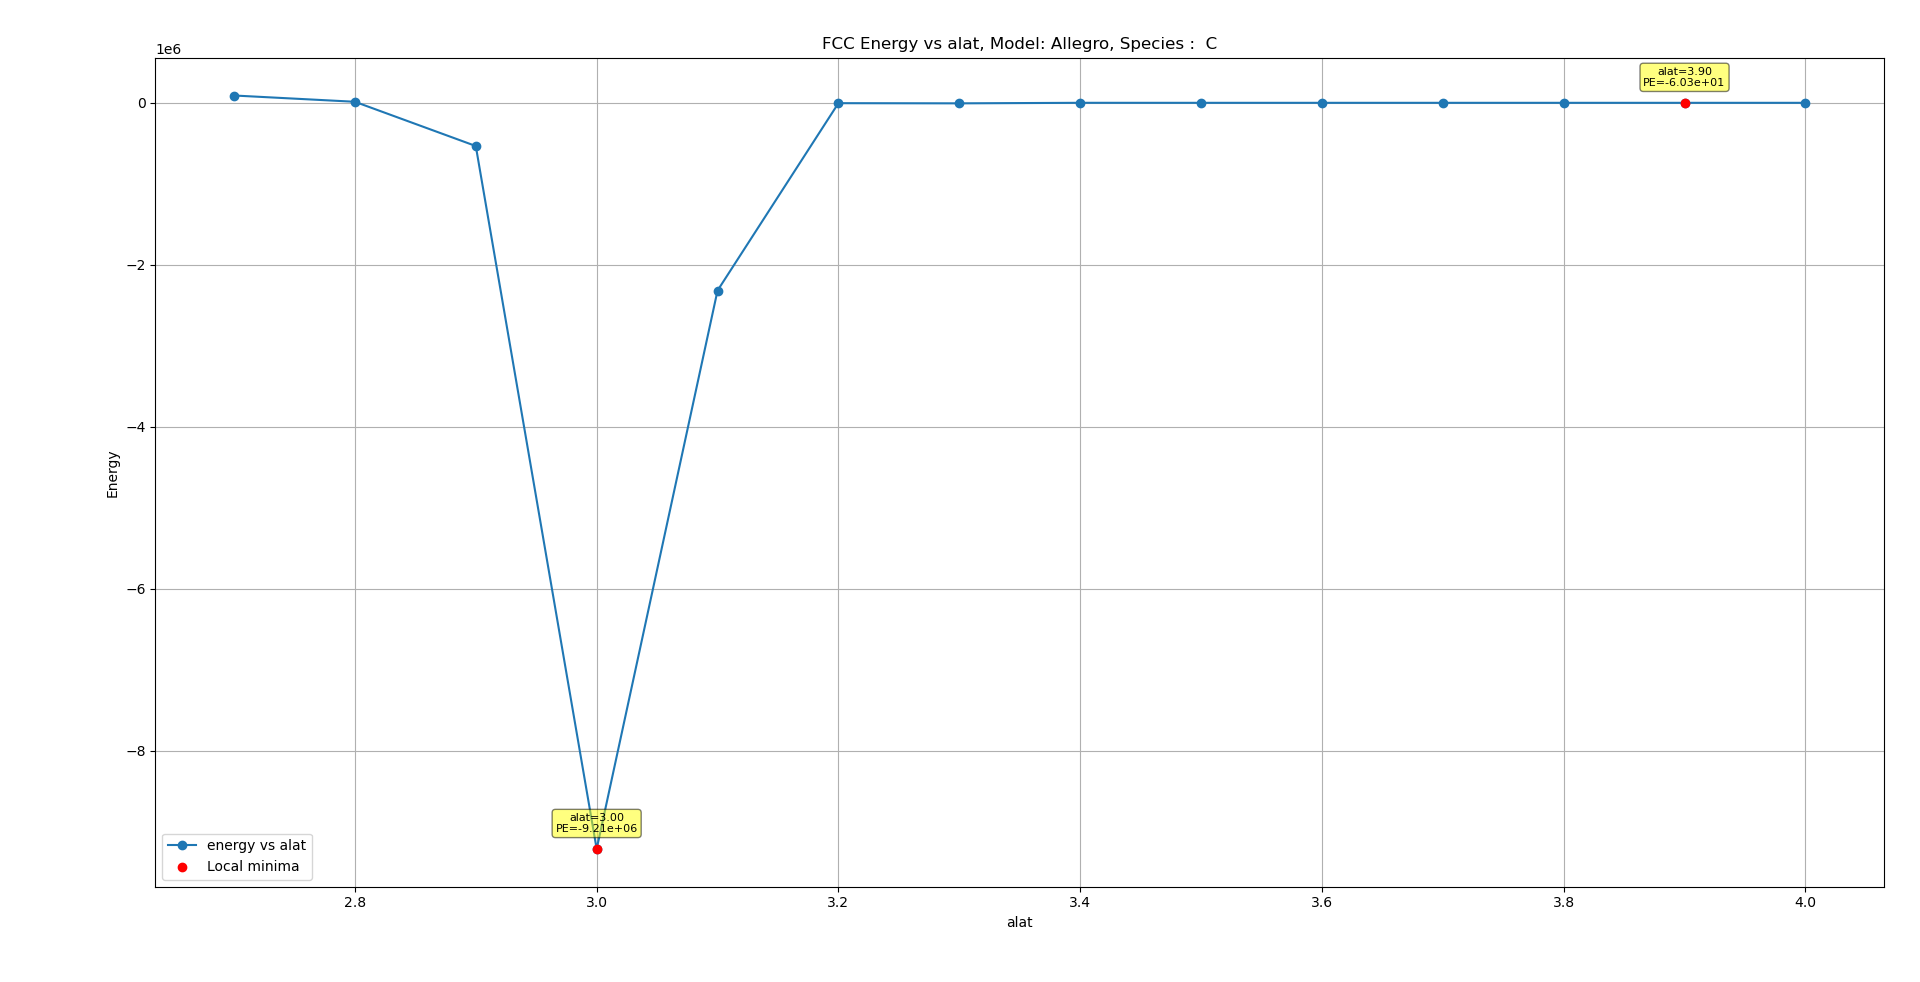 FCC Energy vs alat, Model: Allegro, Species :  C
1e6
alat=3.90
PE=-6.03e+01
0
−2
−4
−6
−8
Energy
alat=3.00
PE=-9.21e+06
energy vs alat
Local minima
2.8 3.0 3.2 3.4 3.6 3.8 4.0
alat